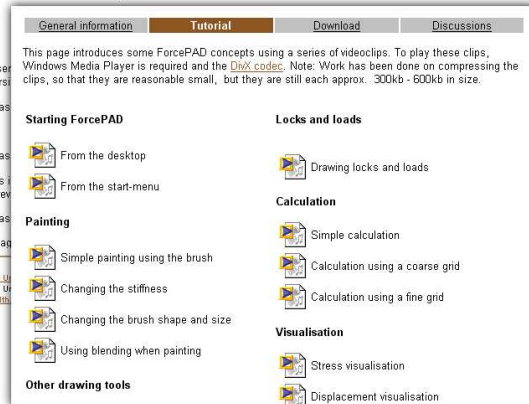 General information
Tutorial
Download
Discussions
This page introduces some ForcePAD concepts using a series of videoclips. To play these clips,
Windows Media Player is required and the DivX codec. Note: Work has been done on compressing the
clips, so that they are reasonable small, but they are still each approx. 300kb - 600kb in size.
Starting ForcePAD
From the desktop
From the start-menu
Painting
Simple painting using the brush
Changing the stiffness
Changing the brush shape and size
Using blending when painting
Other drawing tools
Locks and loads
Drawing locks and loads
Calculation
Simple calculation
Calculation using a coarse grid
Calculation using a fine grid
Visualisation
Stress visualisation
Displacement visualisation